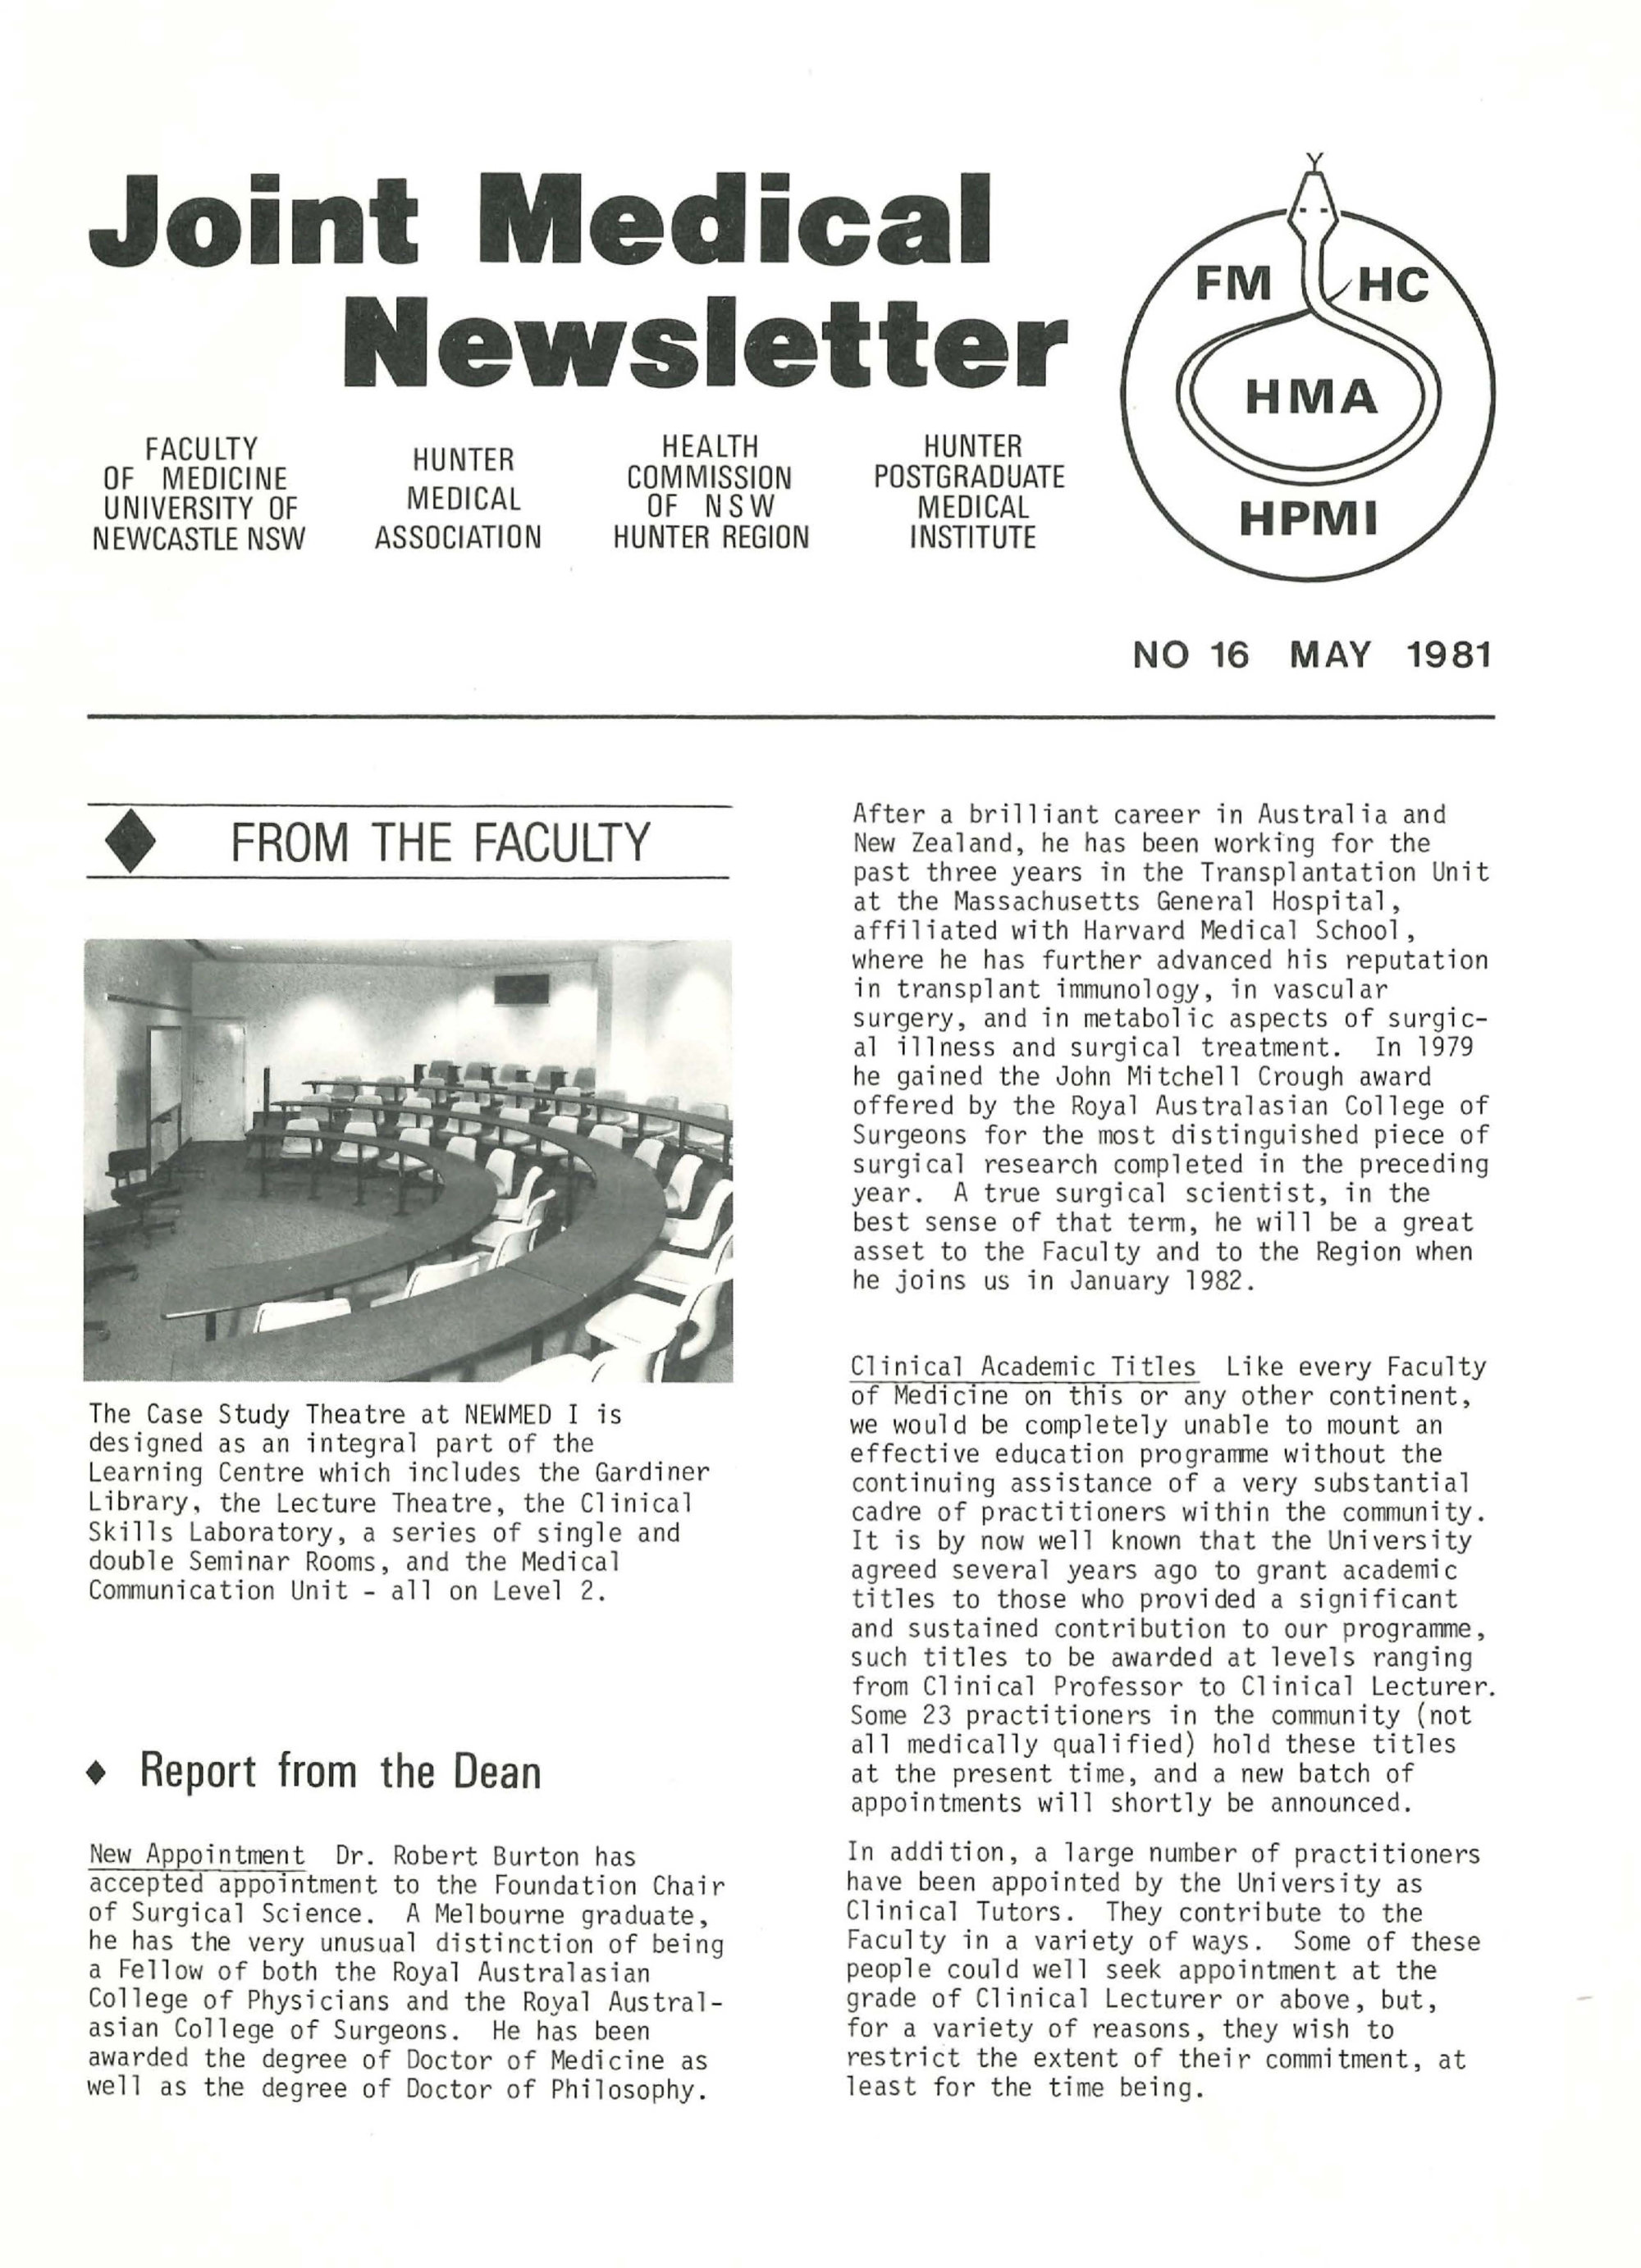 Joint Medical
Newsletter
FACULTY
OF MEDICINE
UNIVERSITY OF
NEWCASTLE NSW
HUNTER
MEDICAL
ASSOCIATION
HEALTH
COMMISSION
OF NSW
HUNTER REGION
HUNTER
POSTGRADUATE
MEDICAL
INSTITUTE
FM HC
HMA
HPMI
NO 16 MAY 1981
FROM THE FACULTY
The Case Study Theatre at NEWMED I is
designed as an integral part of the
Learning Centre which includes the Gardiner
Library, the Lecture Theatre, the Clinical
Skills Laboratory, a series of single and
double Seminar Rooms, and the Medical
Communication Unit - all on Level 2.
♦ Report from the Dean
New Appointment Dr. Robert Burton has
accepted appointment to the Foundation Chair
of Surgical Science. A Melbourne graduate,
he has the very unusual distinction of being
a Fellow of both the Royal Australasian
College of Physicians and the Royal Austral-
asian College of Surgeons. He has been
awarded the degree of Doctor of Medicine as
well as the degree of Doctor of Philosophy.
After a brilliant career in Australia and
New Zealand, he has been working for the
past three years in the Transplantation Unit
at the Massachusetts General Hospital,
affiliated with Harvard Medical School,
where he has further advanced his reputation
in transplant immunology, in vascular
surgery, and in metabolic aspects of surgic-
al illness and surgical treatment. In 1979
he gained the John Mitchell Crough award
offered by the Royal Australasian College of
Surgeons for the most distinguished piece of
surgical research completed in the preceding
year. A true surgical scientist, in the
best sense of that term, he will be a great
asset to the Faculty and to the Region when
he joins us in January 1982.
Clinical Academic Titles Like every Faculty
of Medicine on this or any other continent,
we would be completely unable to mount an
effective education programme without the
continuing assistance of a very substantial
cadre of practitioners within the community.
It is by now well known that the University
agreed several years ago to grant academic
titles to those who provided a significant
and sustained contribution to our programme,
such titles to be awarded at levels ranging
from Clinical Professor to Clinical Lecturer.
Some 23 practitioners in the community (not
all medically qualified) hold these titles
at the present time, and a new batch of
appointments will shortly be announced.
In addition, a large number of practitioners
have been appointed by the University as
Clinical Tutors. They contribute to the
Faculty in a variety of ways. Some of these
people could well seek appointment at the
grade of Clinical Lecturer or above, but,
for a variety of reasons, they wish to
restrict the extent of their commitment, at
least for the time being.